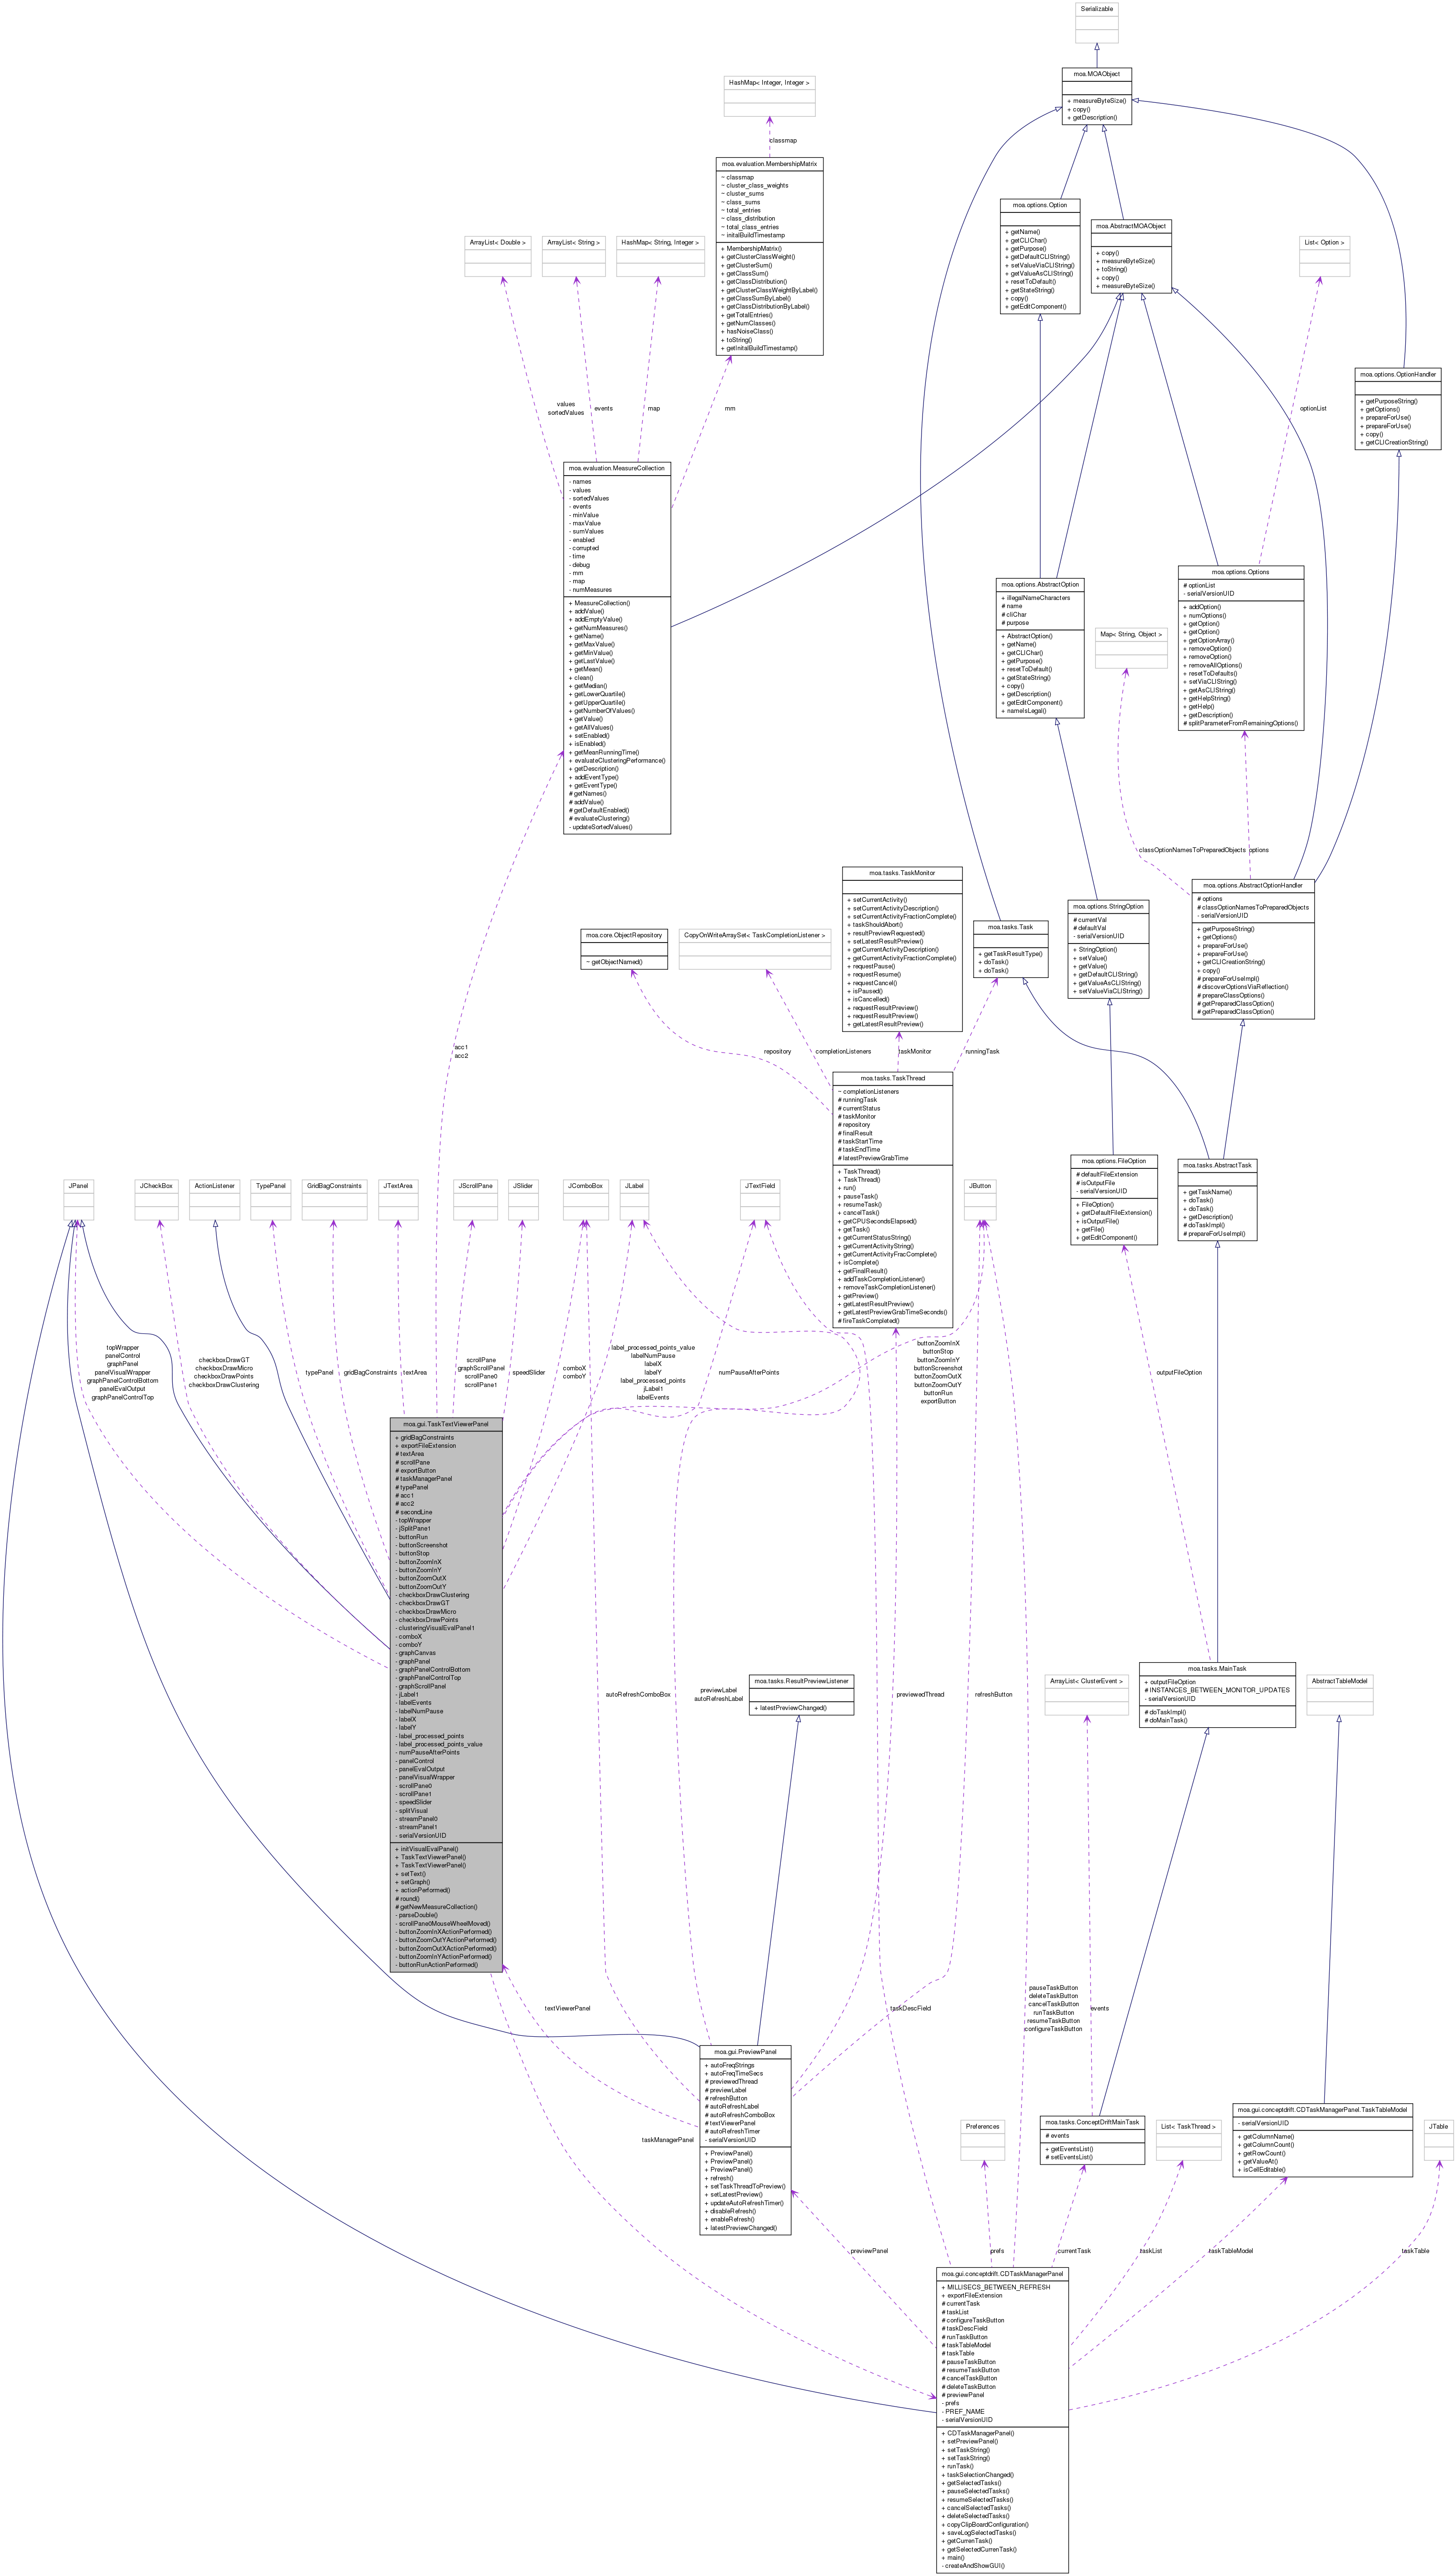 Serializable
moa.MOAObject
+ measureByteSize()
+ copy()
+ getDescription()
HashMap< Integer, Integer >
classmap
moa.evaluation.MembershipMatrix
~ classmap
~ cluster_class_weights
~ cluster_sums
~ class_sums
~ total_entries
~ class_distribution
~ total_class_entries
~ initalBuildTimestamp
+ MembershipMatrix()
+ getClusterClassWeight()
+ getClusterSum()
+ getClassSum()
+ getClassDistribution()
+ getClusterClassWeightByLabel()
+ getClassSumByLabel()
+ getClassDistributionByLabel()
+ getTotalEntries()
+ getNumClasses()
+ hasNoiseClass()
+ toString()
+ getInitalBuildTimestamp()
moa.options.Option
+ getName()
+ getCLIChar()
+ getPurpose()
+ getDefaultCLIString()
+ setValueViaCLIString()
+ getValueAsCLIString()
+ resetToDefault()
+ getStateString()
+ copy()
+ getEditComponent()
moa.AbstractMOAObject
+ copy()
+ measureByteSize()
+ toString()
+ copy()
+ measureByteSize()
ArrayList< Double >
ArrayList< String >
HashMap< String, Integer >
List< Option >
moa.options.OptionHandler
+ getPurposeString()
+ getOptions()
+ prepareForUse()
+ prepareForUse()
+ copy()
+ getCLICreationString()
values
sortedValues
events
map
mm
optionList
moa.evaluation.MeasureCollection
- names
- values
- sortedValues
- events
- minValue
- maxValue
- sumValues
- enabled
- corrupted
- time
- debug
- mm
- map
- numMeasures
+ MeasureCollection()
+ addValue()
+ addEmptyValue()
+ getNumMeasures()
+ getName()
+ getMaxValue()
+ getMinValue()
+ getLastValue()
+ getMean()
+ clean()
+ getMedian()
+ getLowerQuartile()
+ getUpperQuartile()
+ getNumberOfValues()
+ getValue()
+ getAllValues()
+ setEnabled()
+ isEnabled()
+ getMeanRunningTime()
+ evaluateClusteringPerformance()
+ getDescription()
+ addEventType()
+ getEventType()
# getNames()
# addValue()
# getDefaultEnabled()
# evaluateClustering()
- updateSortedValues()
moa.options.AbstractOption
+ illegalNameCharacters
# name
# cliChar
# purpose
+ AbstractOption()
+ getName()
+ getCLIChar()
+ getPurpose()
+ resetToDefault()
+ getStateString()
+ copy()
+ getDescription()
+ getEditComponent()
+ nameIsLegal()
moa.options.Options
# optionList
- serialVersionUID
+ addOption()
+ numOptions()
+ getOption()
+ getOption()
+ getOptionArray()
+ removeOption()
+ removeOption()
+ removeAllOptions()
+ resetToDefaults()
+ setViaCLIString()
+ getAsCLIString()
+ getHelpString()
+ getHelp()
+ getDescription()
# splitParameterFromRemainingOptions()
Map< String, Object >
classOptionNamesToPreparedObjects
options
moa.tasks.TaskMonitor
+ setCurrentActivity()
+ setCurrentActivityDescription()
+ setCurrentActivityFractionComplete()
+ taskShouldAbort()
+ resultPreviewRequested()
+ setLatestResultPreview()
+ getCurrentActivityDescription()
+ getCurrentActivityFractionComplete()
+ requestPause()
+ requestResume()
+ requestCancel()
+ isPaused()
+ isCancelled()
+ requestResultPreview()
+ requestResultPreview()
+ getLatestResultPreview()
moa.options.AbstractOptionHandler
# options
# classOptionNamesToPreparedObjects
- serialVersionUID
+ getPurposeString()
+ getOptions()
+ prepareForUse()
+ prepareForUse()
+ getCLICreationString()
+ copy()
# prepareForUseImpl()
# discoverOptionsViaReflection()
# prepareClassOptions()
# getPreparedClassOption()
# getPreparedClassOption()
moa.options.StringOption
# currentVal
# defaultVal
- serialVersionUID
+ StringOption()
+ setValue()
+ getValue()
+ getDefaultCLIString()
+ getValueAsCLIString()
+ setValueViaCLIString()
moa.tasks.Task
+ getTaskResultType()
+ doTask()
+ doTask()
moa.core.ObjectRepository
~ getObjectNamed()
CopyOnWriteArraySet< TaskCompletionListener >
acc1
acc2
repository
completionListeners
taskMonitor
runningTask
moa.tasks.TaskThread
~ completionListeners
# runningTask
# currentStatus
# taskMonitor
# repository
# finalResult
# taskStartTime
# taskEndTime
# latestPreviewGrabTime
+ TaskThread()
+ TaskThread()
+ run()
+ pauseTask()
+ resumeTask()
+ cancelTask()
+ getCPUSecondsElapsed()
+ getTask()
+ getCurrentStatusString()
+ getCurrentActivityString()
+ getCurrentActivityFracComplete()
+ isComplete()
+ getFinalResult()
+ addTaskCompletionListener()
+ removeTaskCompletionListener()
+ getPreview()
+ getLatestResultPreview()
+ getLatestPreviewGrabTimeSeconds()
# fireTaskCompleted()
moa.options.FileOption
# defaultFileExtension
# isOutputFile
- serialVersionUID
+ FileOption()
+ getDefaultFileExtension()
+ isOutputFile()
+ getFile()
+ getEditComponent()
moa.tasks.AbstractTask
+ getTaskName()
+ doTask()
+ doTask()
+ getDescription()
# doTaskImpl()
# prepareForUseImpl()
JPanel
JCheckBox
ActionListener
TypePanel
GridBagConstraints
JTextArea
JScrollPane
JSlider
JComboBox
JLabel
JTextField
JButton
topWrapper
panelControl
graphPanel
panelVisualWrapper
graphPanelControlBottom
panelEvalOutput
graphPanelControlTop
checkboxDrawGT
checkboxDrawMicro
checkboxDrawPoints
checkboxDrawClustering
typePanel
gridBagConstraints
textArea
scrollPane
graphScrollPanel
scrollPane0
scrollPane1
speedSlider
comboX
comboY
label_processed_points_value
labelNumPause
labelX
labelY
label_processed_points
jLabel1
labelEvents
numPauseAfterPoints
buttonZoomInX
buttonStop
buttonZoomInY
buttonScreenshot
buttonZoomOutX
buttonZoomOutY
buttonRun
exportButton
outputFileOption
moa.gui.TaskTextViewerPanel
+ gridBagConstraints
+ exportFileExtension
# textArea
# scrollPane
# exportButton
# taskManagerPanel
# typePanel
# acc1
# acc2
# secondLine
- topWrapper
- jSplitPane1
- buttonRun
- buttonScreenshot
- buttonStop
- buttonZoomInX
- buttonZoomInY
- buttonZoomOutX
- buttonZoomOutY
- checkboxDrawClustering
- checkboxDrawGT
- checkboxDrawMicro
- checkboxDrawPoints
- clusteringVisualEvalPanel1
- comboX
- comboY
- graphCanvas
- graphPanel
- graphPanelControlBottom
- graphPanelControlTop
- graphScrollPanel
- jLabel1
- labelEvents
- labelNumPause
- labelX
- labelY
- label_processed_points
- label_processed_points_value
- numPauseAfterPoints
- panelControl
- panelEvalOutput
- panelVisualWrapper
- scrollPane0
- scrollPane1
- speedSlider
- splitVisual
- streamPanel0
- streamPanel1
- serialVersionUID
+ initVisualEvalPanel()
+ TaskTextViewerPanel()
+ TaskTextViewerPanel()
+ setText()
+ setGraph()
+ actionPerformed()
# round()
# getNewMeasureCollection()
- parseDouble()
- scrollPane0MouseWheelMoved()
- buttonZoomInXActionPerformed()
- buttonZoomOutYActionPerformed()
- buttonZoomOutXActionPerformed()
- buttonZoomInYActionPerformed()
- buttonRunActionPerformed()
autoRefreshComboBox
previewLabel
autoRefreshLabel
moa.tasks.ResultPreviewListener
+ latestPreviewChanged()
previewedThread
refreshButton
ArrayList< ClusterEvent >
moa.tasks.MainTask
+ outputFileOption
# INSTANCES_BETWEEN_MONITOR_UPDATES
- serialVersionUID
# doTaskImpl()
# doMainTask()
AbstractTableModel
textViewerPanel
taskDescField
pauseTaskButton
deleteTaskButton
cancelTaskButton
runTaskButton
resumeTaskButton
configureTaskButton
events
moa.gui.PreviewPanel
+ autoFreqStrings
+ autoFreqTimeSecs
# previewedThread
# previewLabel
# refreshButton
# autoRefreshLabel
# autoRefreshComboBox
# textViewerPanel
# autoRefreshTimer
- serialVersionUID
+ PreviewPanel()
+ PreviewPanel()
+ PreviewPanel()
+ refresh()
+ setTaskThreadToPreview()
+ setLatestPreview()
+ updateAutoRefreshTimer()
+ disableRefresh()
+ enableRefresh()
+ latestPreviewChanged()
taskManagerPanel
Preferences
moa.tasks.ConceptDriftMainTask
# events
+ getEventsList()
# setEventsList()
List< TaskThread >
moa.gui.conceptdrift.CDTaskManagerPanel.TaskTableModel
- serialVersionUID
+ getColumnName()
+ getColumnCount()
+ getRowCount()
+ getValueAt()
+ isCellEditable()
JTable
previewPanel
prefs
currentTask
taskList
taskTableModel
taskTable
moa.gui.conceptdrift.CDTaskManagerPanel
+ MILLISECS_BETWEEN_REFRESH
+ exportFileExtension
# currentTask
# taskList
# configureTaskButton
# taskDescField
# runTaskButton
# taskTableModel
# taskTable
# pauseTaskButton
# resumeTaskButton
# cancelTaskButton
# deleteTaskButton
# previewPanel
- prefs
- PREF_NAME
- serialVersionUID
+ CDTaskManagerPanel()
+ setPreviewPanel()
+ setTaskString()
+ setTaskString()
+ runTask()
+ taskSelectionChanged()
+ getSelectedTasks()
+ pauseSelectedTasks()
+ resumeSelectedTasks()
+ cancelSelectedTasks()
+ deleteSelectedTasks()
+ copyClipBoardConfiguration()
+ saveLogSelectedTasks()
+ getCurrenTask()
+ getSelectedCurrenTask()
+ main()
- createAndShowGUI()